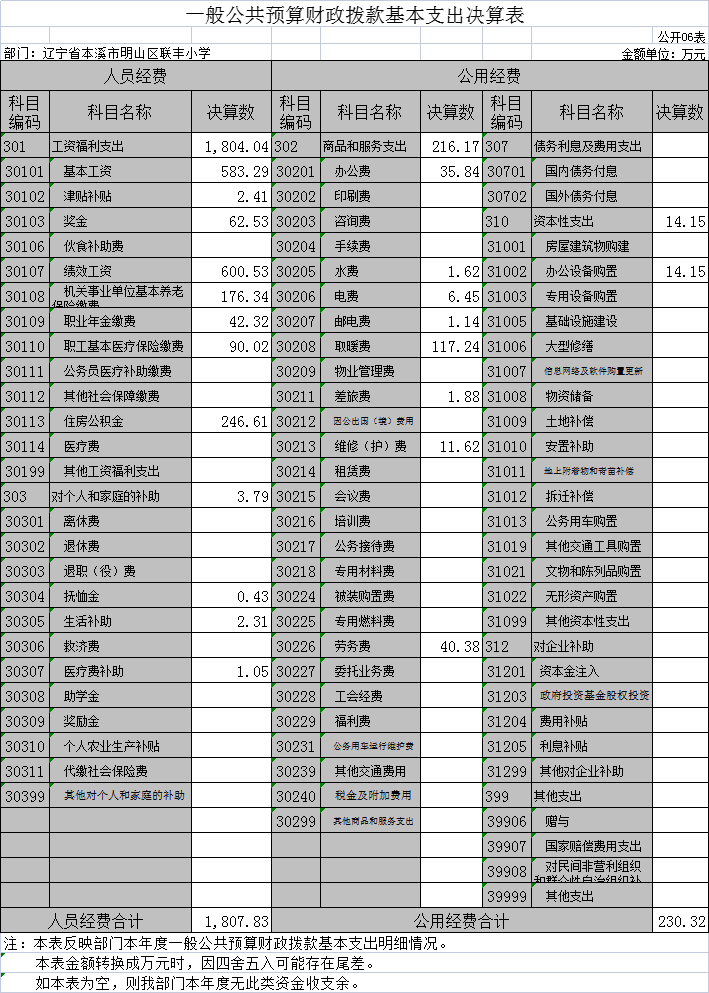 一般公共预算财政拨款基本支出决算表
公开06表
部门：辽宁省本溪市明山区联丰小学 金额单位：万元
人员经费 公用经费
科目编码 科目名称 决算数 科目编码 科目名称 决算数 科目编码 科目名称 决算数
301 工资福利支出 1,804.04 302 商品和服务支出 216.17 307 债务利息及费用支出
30101 基本工资 583.29 30201 办公费 35.84 30701 国内债务付息
30102 津贴补贴 2.41 30202 印刷费 30702 国外债务付息
30103 奖金 62.53 30203 咨询费 310 资本性支出 14.15
30106 伙食补助费 30204 手续费 31001 房屋建筑物购建
30107 绩效工资 600.53 30205 水费 1.62 31002 办公设备购置 14.15
30108 机关事业单位基本养老保险缴费 176.34 30206 电费 6.45 31003 专用设备购置
30109 职业年金缴费 42.32 30207 邮电费 1.14 31005 基础设施建设
30110 职工基本医疗保险缴费 90.02 30208 取暖费 117.24 31006 大型修缮
30111 公务员医疗补助缴费 30209 物业管理费 31007 信息网络及软件购置更新
30112 其他社会保障缴费 30211 差旅费 1.88 31008 物资储备
30113 住房公积金 246.61 30212 因公出国（境）费用 31009 土地补偿
30114 医疗费 30213 维修（护）费 11.62 31010 安置补助
30199 其他工资福利支出 30214 租赁费 31011 地上附着物和青苗补偿
303 对个人和家庭的补助 3.79 30215 会议费 31012 拆迁补偿
30301 离休费 30216 培训费 31013 公务用车购置
30302 退休费 30217 公务接待费 31019 其他交通工具购置
30303 退职（役）费 30218 专用材料费 31021 文物和陈列品购置
30304 抚恤金 0.43 30224 被装购置费 31022 无形资产购置
30305 生活补助 2.31 30225 专用燃料费 31099 其他资本性支出
30306 救济费 30226 劳务费 40.38 312 对企业补助
30307 医疗费补助 1.05 30227 委托业务费 31201 资本金注入
30308 助学金 30228 工会经费 31203 政府投资基金股权投资
30309 奖励金 30229 福利费 31204 费用补贴
30310 个人农业生产补贴 30231 公务用车运行维护费 31205 利息补贴
30311 代缴社会保险费 30239 其他交通费用 31299 其他对企业补助
30399 其他对个人和家庭的补助 30240 税金及附加费用 399 其他支出
30299 其他商品和服务支出 39906 赠与
39907 国家赔偿费用支出
39908 对民间非营利组织和群众性自治组织补
39999 其他支出
人员经费合计 1,807.83 公用经费合计 230.32
注：本表反映部门本年度一般公共预算财政拨款基本支出明细情况。
本表金额转换成万元时，因四舍五入可能存在尾差。
如本表为空，则我部门本年度无此类资金收支余。